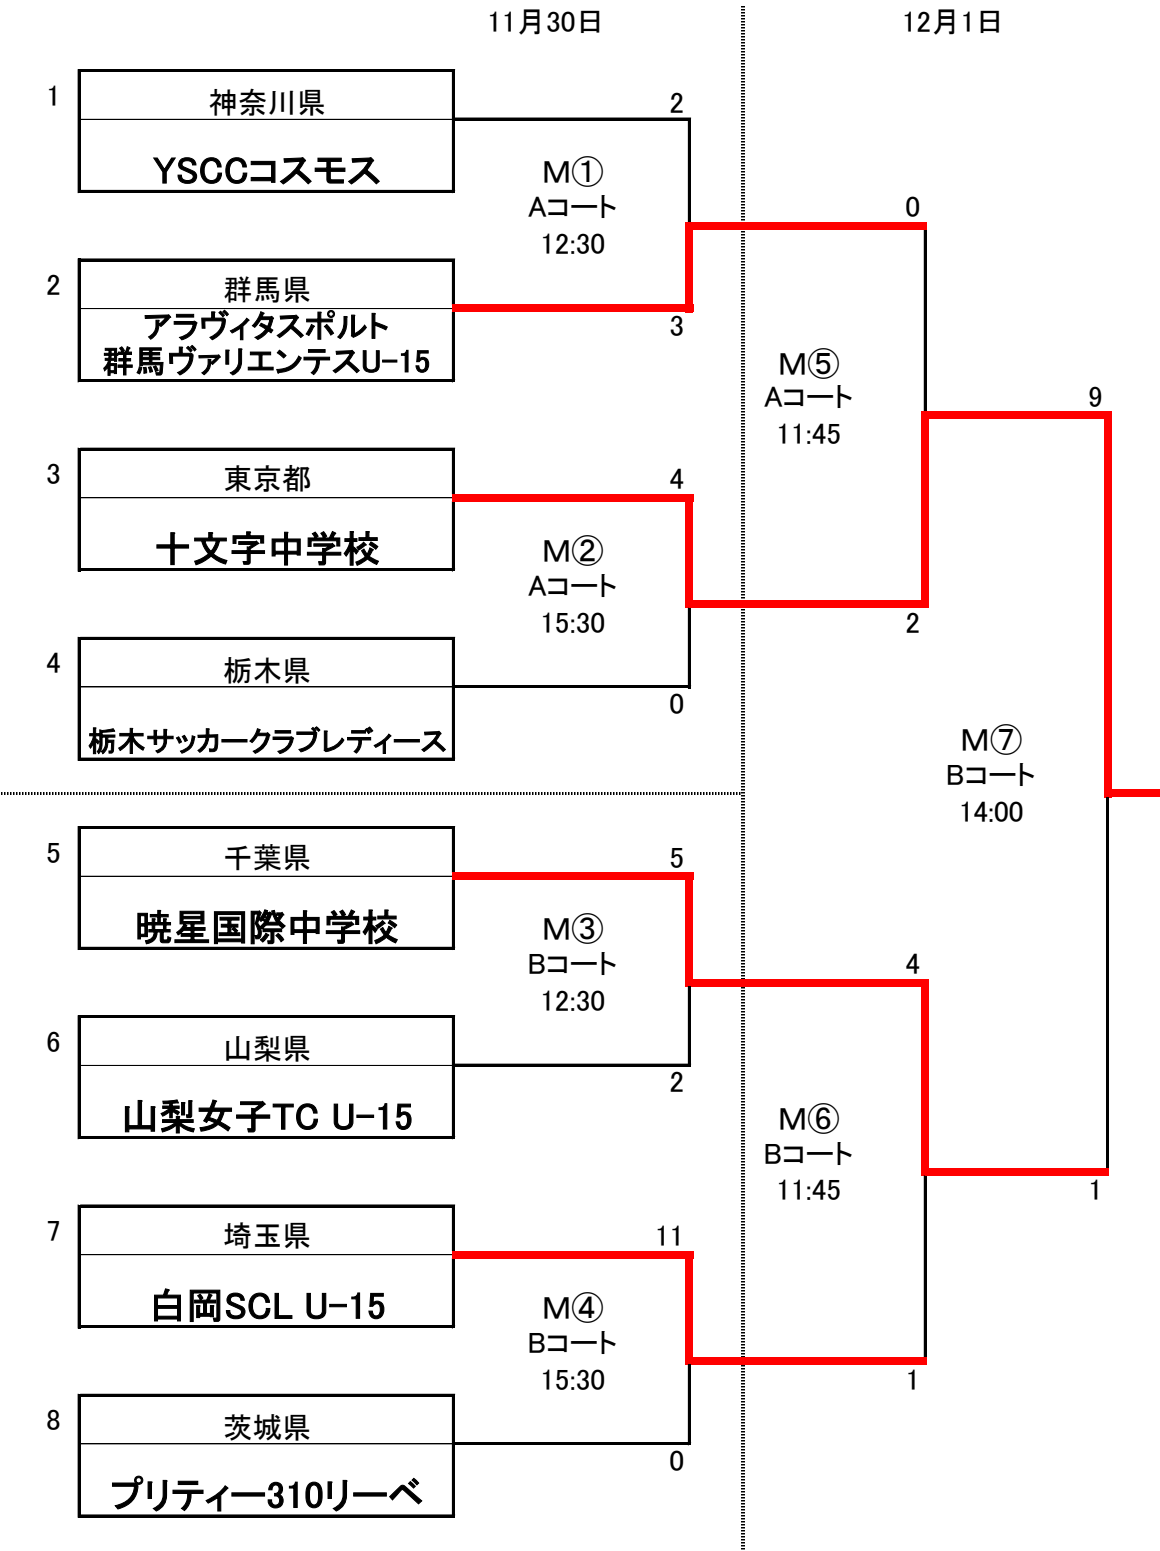 11月30日
12月1日
1
神奈川県
YSCCコスモス
2
M①
Aコート
12:30
0
2
群馬県
アラヴィタスポルト
群馬ヴァリエンテスU-15
3
M⑤
Aコート
11:45
9
3
東京都
十文字中学校
4
M②
Aコート
15:30
2
4
栃木県
栃木サッカークラブレディース
0
M⑦
Bコート
14:00
5
千葉県
暁星国際中学校
5
M③
Bコート
12:30
4
6
山梨県
山梨女子TC U-15
2
M⑥
Bコート
11:45
1
7
埼玉県
白岡SCL U-15
11
M④
Bコート
15:30
1
8
茨城県
プリティー310リーベ
0